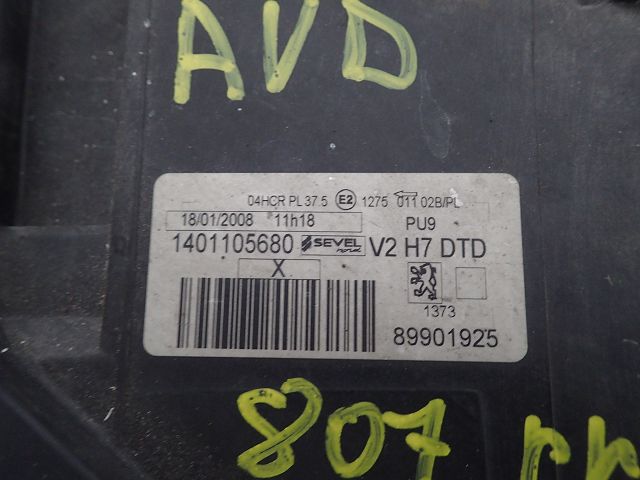 AVD
04HCR PL 37.5 E2 1275 011 02B/PL
18/01/2008 11h18 PU9
1401105680 SEVEL nord V2 H7 DTD
X
1373
89901925
807